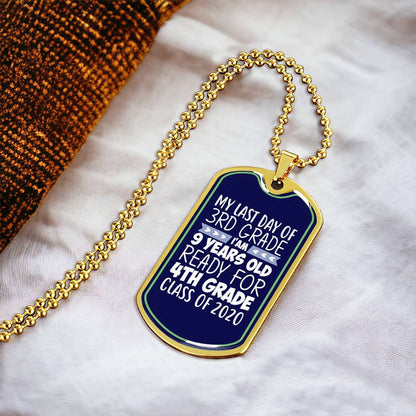 MY LAST DAY OF
3RD GRADE
I'AM
9 YEARS OLD
READY FOR
4TH GRADE
CLASS OF 2020